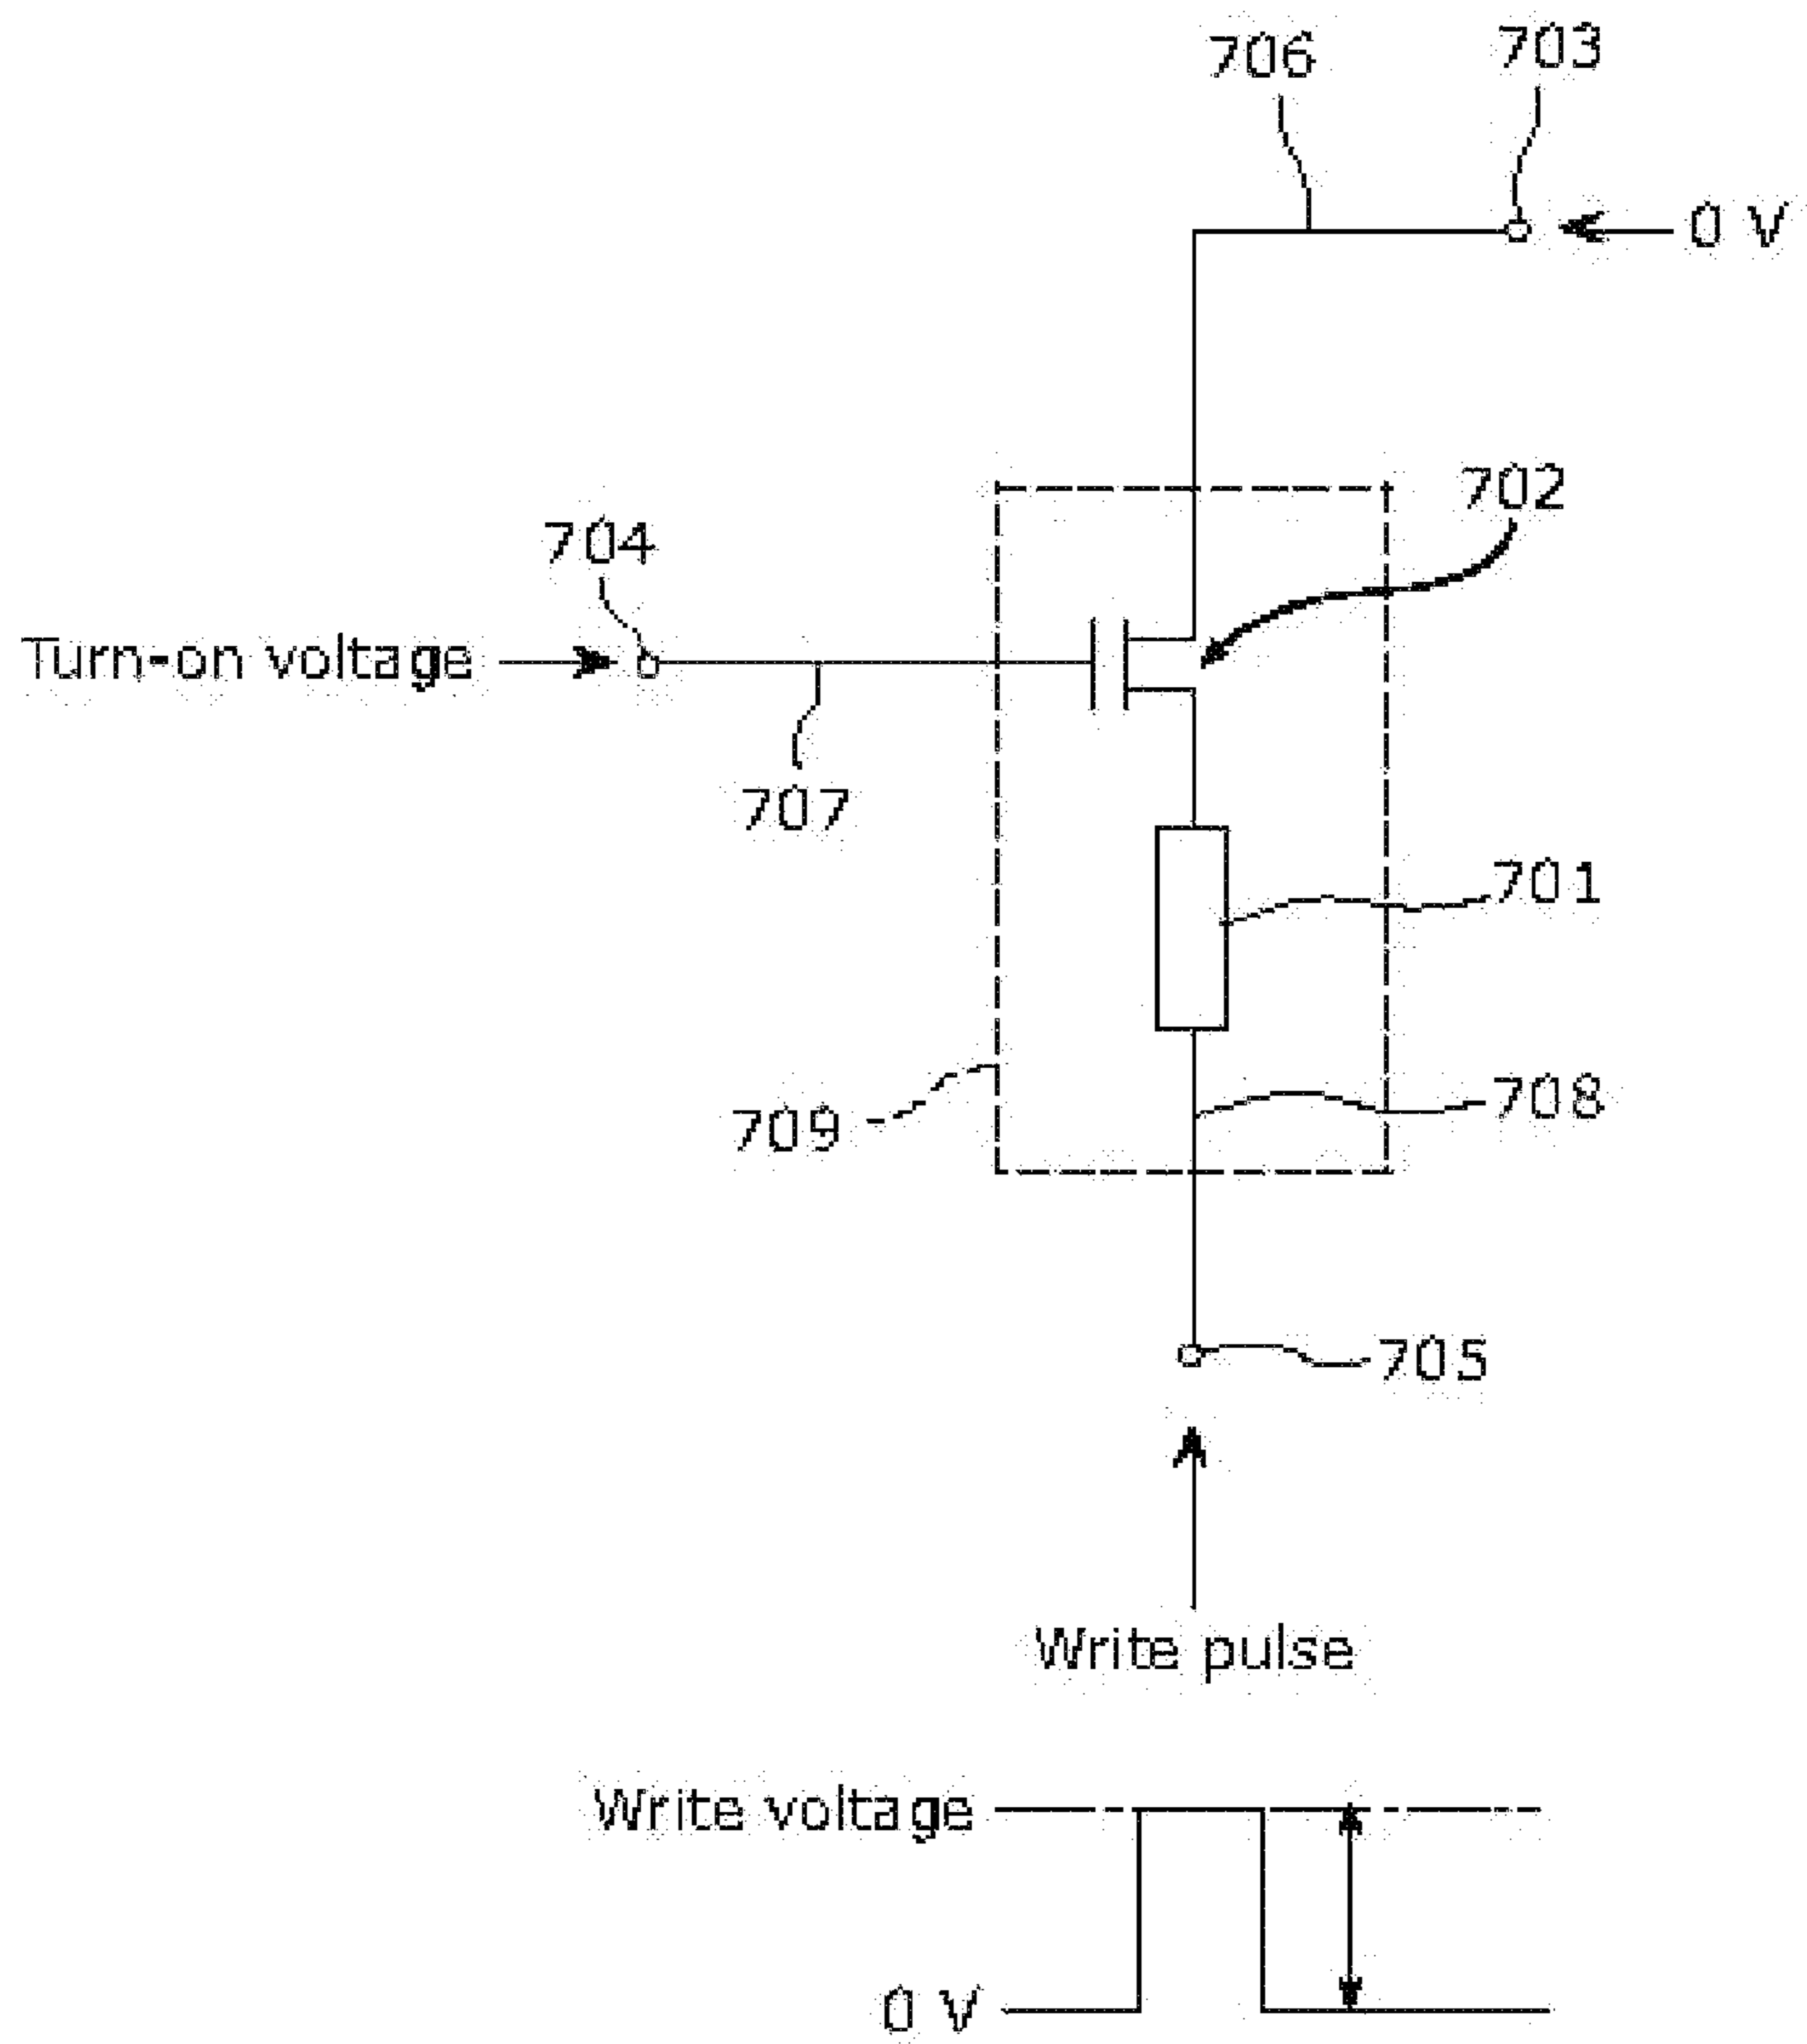 706
703
0 V
702
704
Turn-on voltage
707
701
709
708
705
Write pulse
Write voltage
0 V